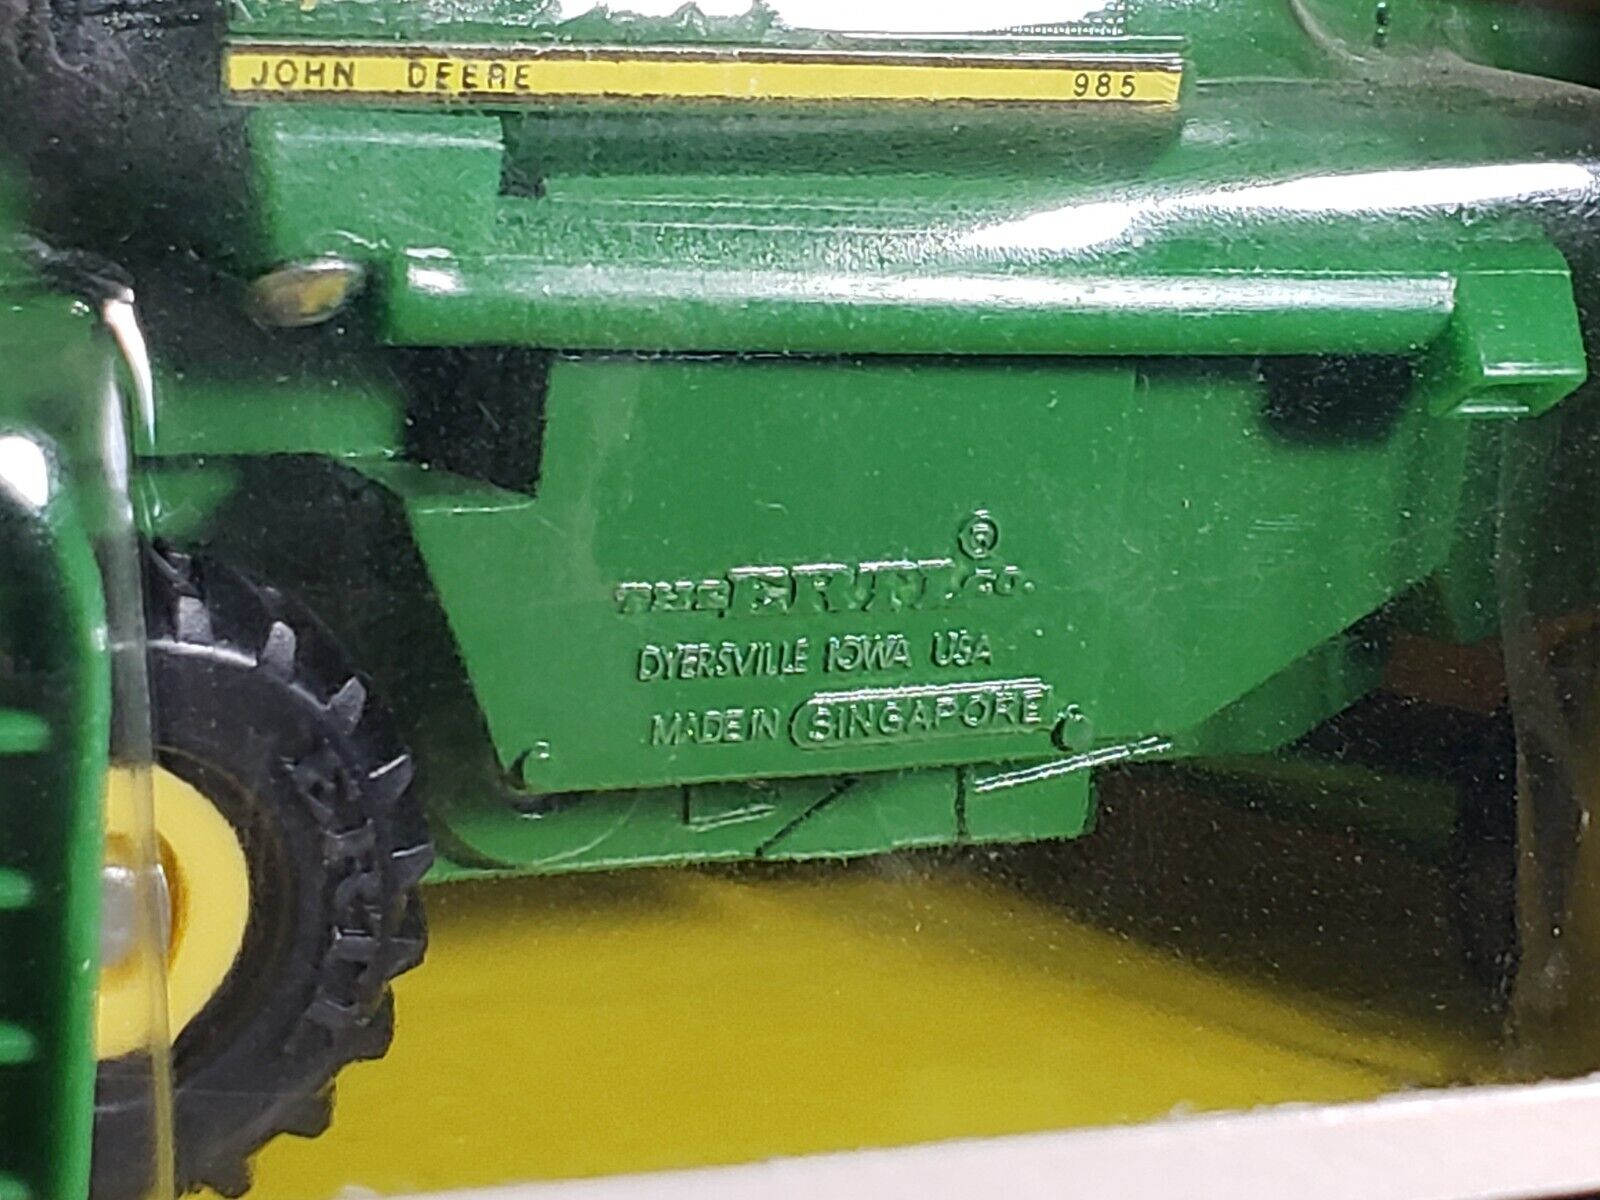 JOHN DEERE 985
THE ERTL CO. ®
DYERSVILLE IOWA USA
MADE IN SINGAPORE